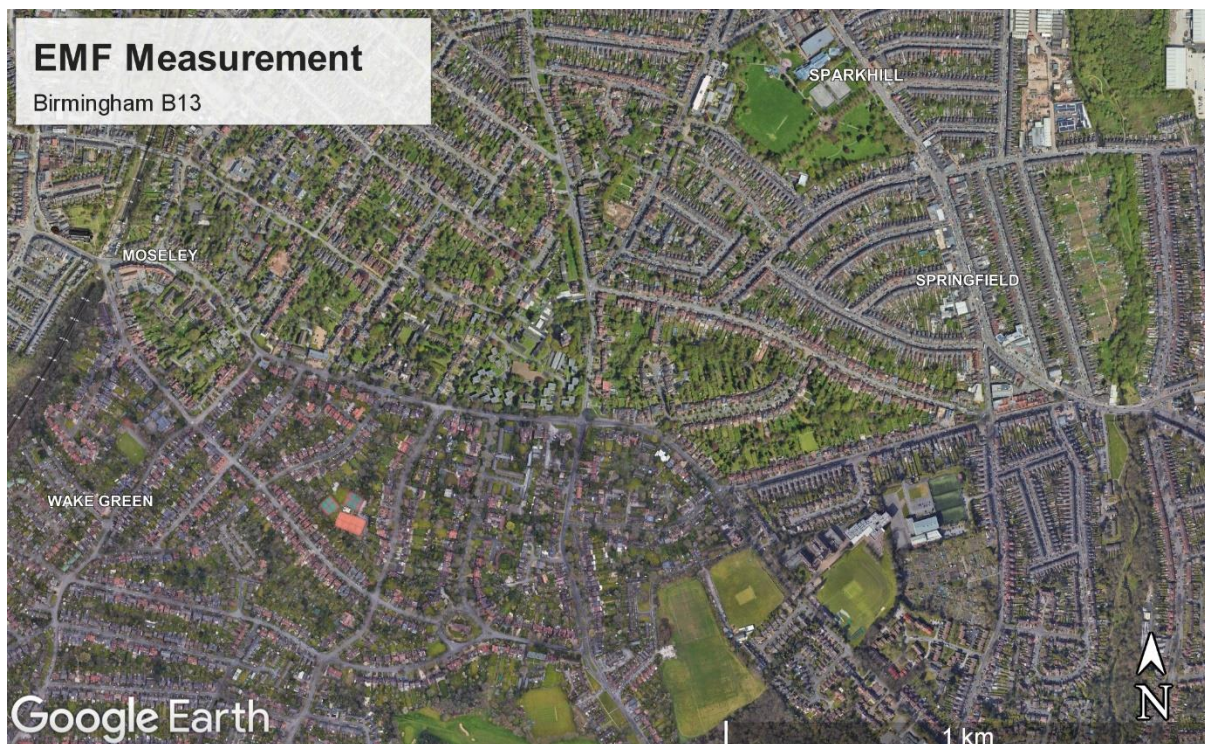 EMF Measurement
Birmingham B13
SPARKHILL
MOSELEY
SPRINGFIELD
WAKE GREEN
N
Google Earth
1 km